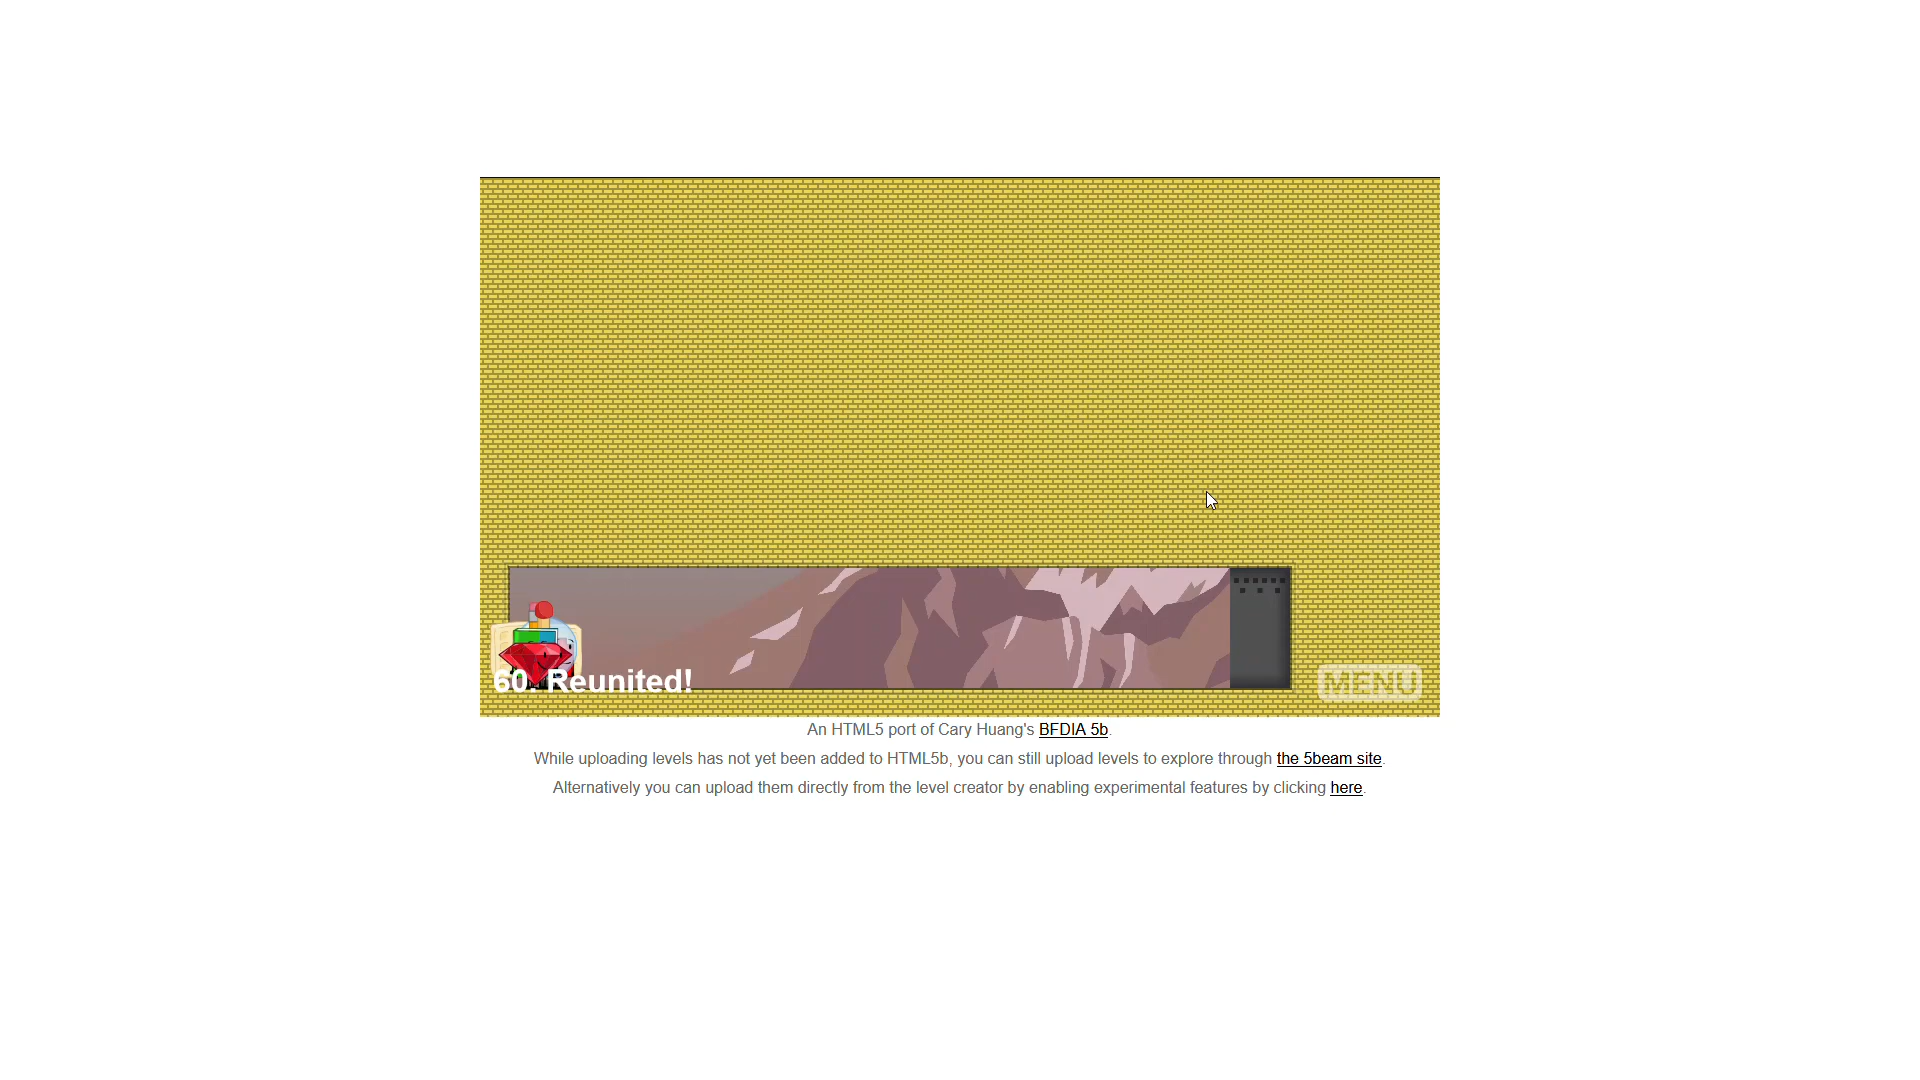 60. Reunited!
MENU
An HTML5 port of Cary Huang's BFDIA 5b.
While uploading levels has not yet been added to HTML5b, you can still upload levels to explore through the 5beam site.
Alternatively you can upload them directly from the level creator by enabling experimental features by clicking here.